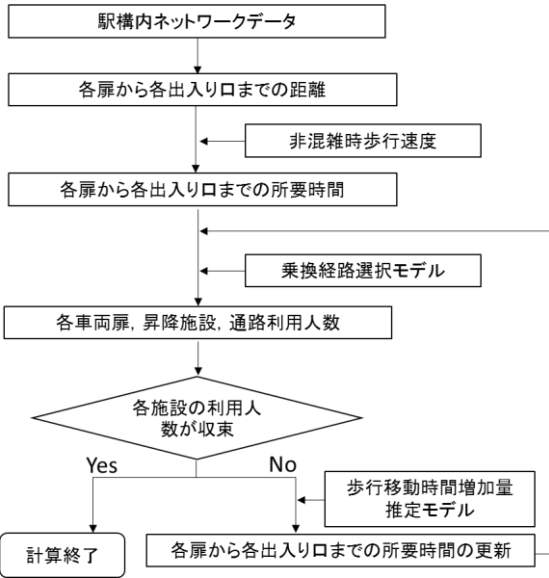 駅構内ネットワークデータ
各扉から各出入り口までの距離
非混雑時歩行速度
各扉から各出入り口までの所要時間
乗換経路選択モデル
各車両扉，昇降施設，通路利用人数
各施設の利用人
数が収束
Yes
No
歩行移動時間増加量
推定モデル
計算終了
各扉から各出入り口までの所要時間の更新